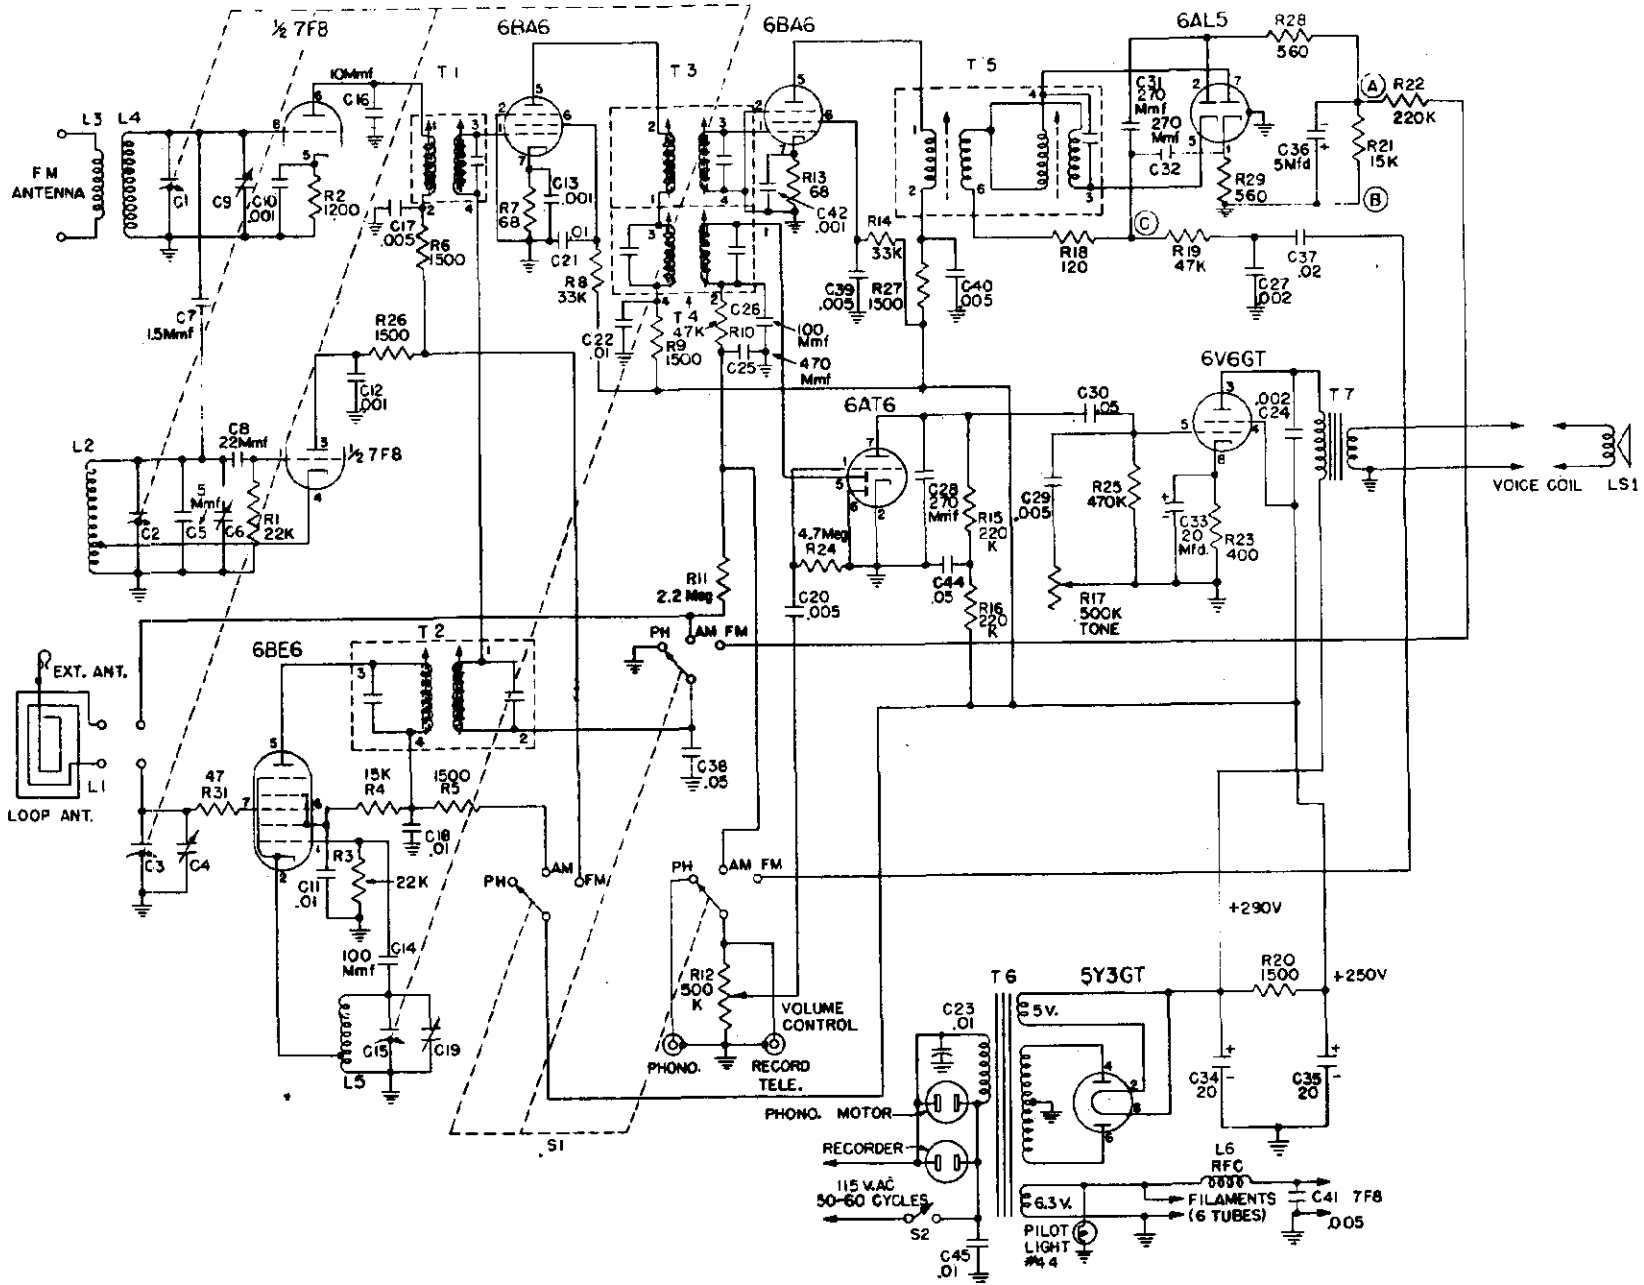 ½ 7F8
6BA6
6BA6
6AL5
R28
560
10Mmf
C16
T 1
T 3
T 5
L3
L4
FM
ANTENNA
C1
C9
C10
.001
R2
1200
C17
.005
R6
1500
R7
68
C13
.001
.01
C21
R8
33K
R13
68
C42
.001
R14
33K
C39
.005
R27
1500
C40
.005
C31
270
Mmf
270
Mmf
C32
R29
560
C36
5Mfd
A
R22
220K
R21
15K
B
C
R18
120
R19
47K
C37
.02
C27
.002
C7
1.5Mmf
R26
1500
C12
.001
C22
.01
R9
1500
T 4
47K
R10
C26
100
Mmf
C25
470
Mmf
L2
C8
22Mmf
½ 7F8
C2
C5
5
Mmf
C6
R1
22K
6AT6
C30
.05
6V6GT
.002
C24
T 7
VOICE COIL
LS1
C28
270
Mmf
R15
220
K
C29
.005
R25
470K
C33
20
Mfd.
R23
400
4.7Meg
R24
C44
.05
R16
220
K
R17
500K
TONE
C20
.005
R11
2.2 Meg
PH
AM
FM
C38
.05
EXT. ANT.
L1
LOOP ANT.
6BE6
T 2
47
R31
C3
C4
15K
R4
1500
R5
C18
.01
R3
22K
C11
.01
100
Mmf
C14
C15
C19
L5
PH
AM
FM
S1
PH
AM
FM
R12
500
K
VOLUME
CONTROL
PHONO.
RECORD
TELE.
+290V
R20
1500
+250V
T 6
5Y3GT
C23
.01
5 V.
C34
20
C35
20
PHONO. MOTOR
RECORDER
115 V.AC
50-60 CYCLES
S2
C45
.01
6.3 V.
PILOT
LIGHT
#44
L6
RFC
FILAMENTS
(6 TUBES)
C41
7F8
.005